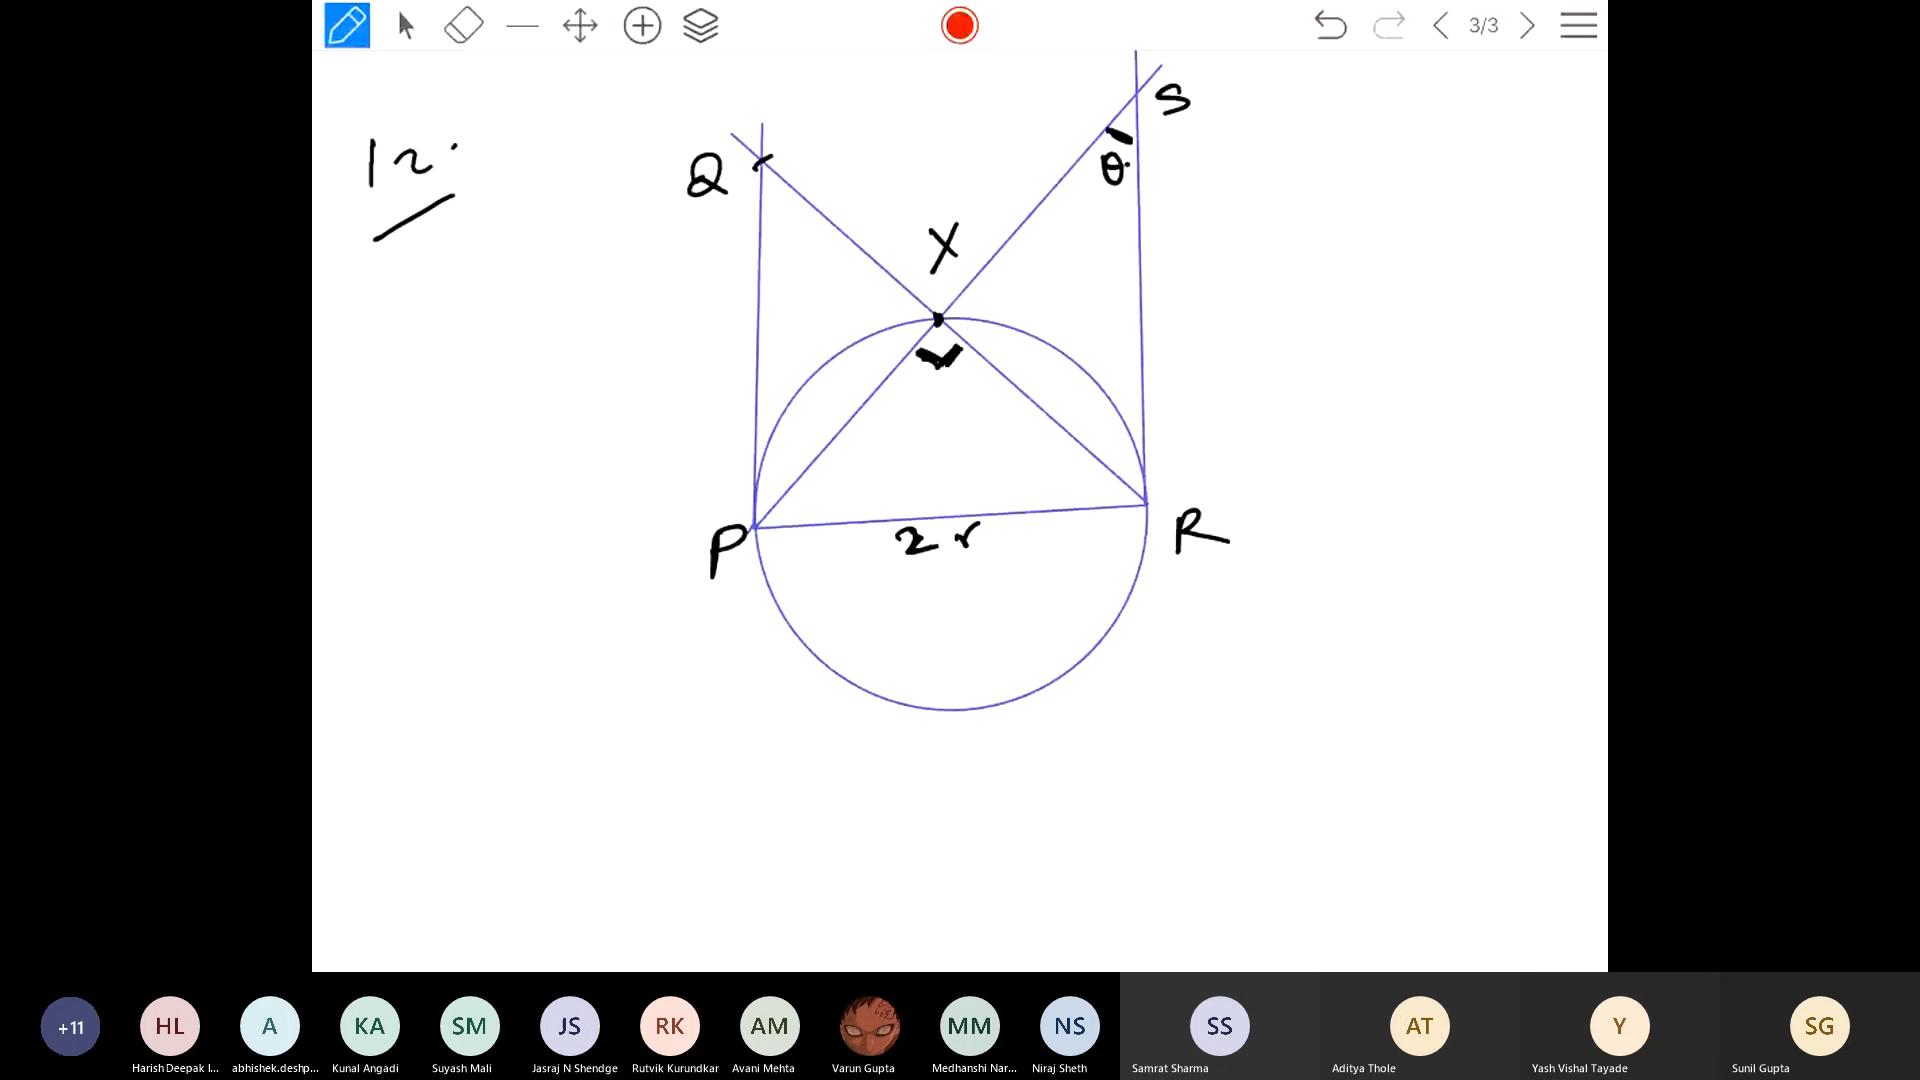 3/3
12.
S
Q
θ.
X
2r
P
R
+11
HL
A
KA
SM
JS
RK
AM
MM
NS
SS
AT
Y
SG
Harish Deepak I...
abhishek.deshp...
Kunal Angadi
Suyash Mali
Jasraj N Shendge
Rutvik Kurundkar
Avani Mehta
Varun Gupta
Medhanshi Nar...
Niraj Sheth
Samrat Sharma
Aditya Thole
Yash Vishal Tayade
Sunil Gupta